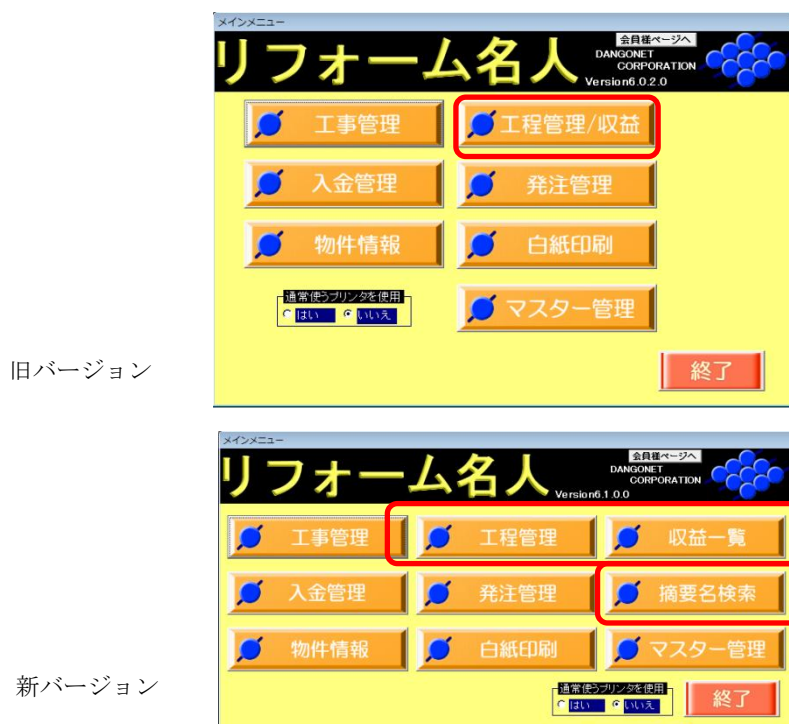 メインメニュー
リフォーム名人
会員様ページへ
DANGONET
CORPORATION
Version6.0.2.0
工事管理
工程管理/収益
入金管理
発注管理
物件情報
白紙印刷
通常使うプリンタを使用
はい いいえ
マスター管理
旧バージョン
終了
メインメニュー
リフォーム名人
会員様ページへ
DANGONET
CORPORATION
Version6.1.0.0
工事管理
工程管理
収益一覧
入金管理
発注管理
摘要名検索
物件情報
白紙印刷
マスター管理
新バージョン
通常使うプリンタを使用
はい いいえ
終了